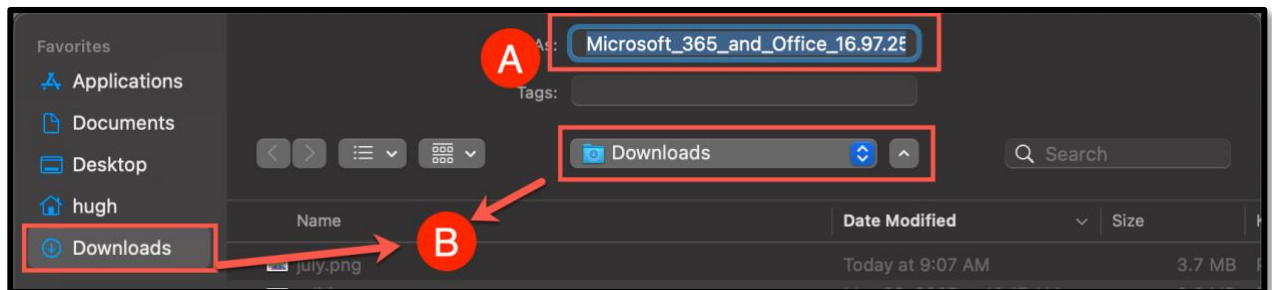 Favorites
Applications
Documents
Desktop
hugh
Downloads
A
As:
Microsoft_365_and_Office_16.97.25
Tags:
Downloads
Search
B
Name
Date Modified
Size
july.png
Today at 9:07 AM
3.7 MB